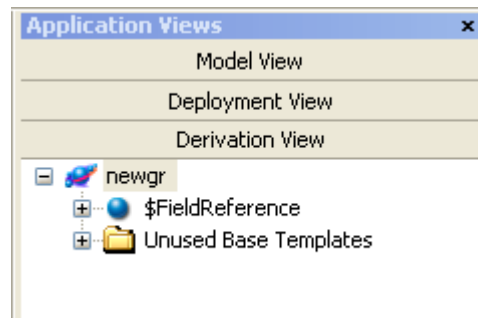 Application Views
Model View
Deployment View
Derivation View
newgr
$FieldReference
Unused Base Templates